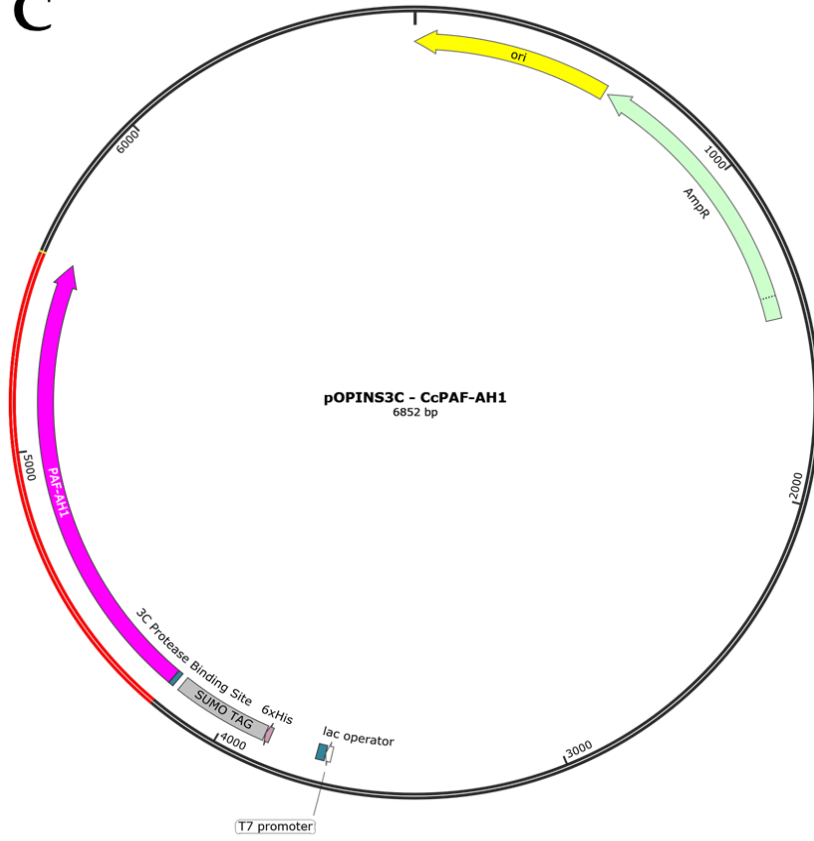 C
ori
1000
AmpR
6000
pOPINS3C - CcPAF-AH1
6852 bp
5000
PAF-AH1
2000
3C Protease Binding Site
SUMO TAG
6xHis
4000
lac operator
3000
T7 promoter